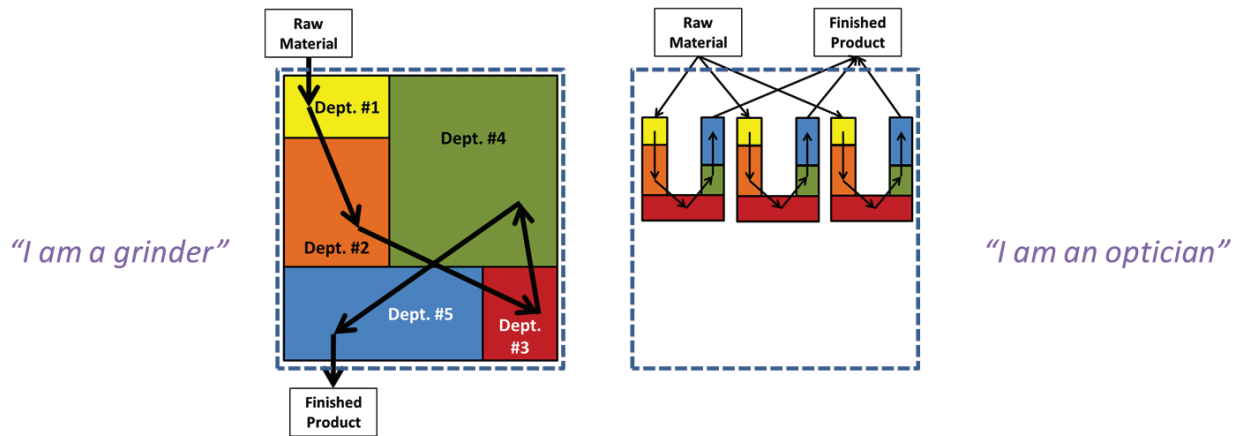 Raw
Material
Raw
Material
Finished
Product
Dept. #1
Dept. #4
“I am a grinder”
Dept. #2
“I am an optician”
Dept. #5
Dept.
#3
Finished
Product